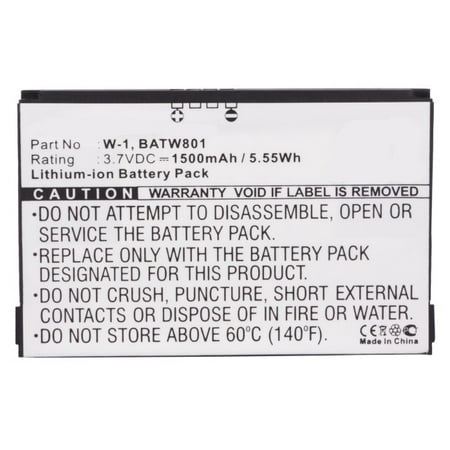 Part No : W-1, BATW801
Rating : 3.7VDC ⎓ 1500mAh / 5.55Wh
Lithium-ion Battery Pack
CAUTION: WARRANTY VOID IF LABEL IS REMOVED
•DO NOT ATTEMPT TO DISASSEMBLE, OPEN or
SERVICE THE BATTERY PACK.
•REPLACE ONLY WITH THE BATTERY PACK
DESIGNATED FOR THIS PRODUCT.
•DO NOT CRUSH, PUNCTURE, SHORT EXTERNAL
CONTACTS or DISPOSE OF IN FIRE or WATER.
•DO NOT STORE ABOVE 60°C (140°F).
CE
Made in China
+
-